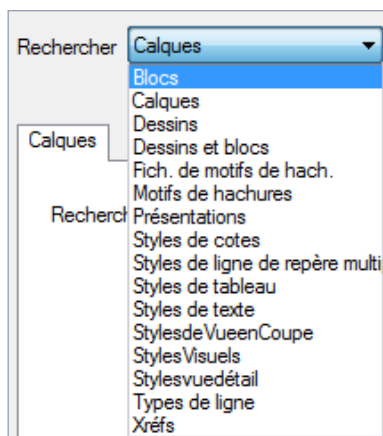 Rechercher Calques
Blocs
Calques
Dessins
Calques Dessins et blocs
Fich. de motifs de hach.
Motifs de hachures
Présentations
Styles de cotes
Styles de ligne de repère
Styles de tableau
Styles de texte
StylesdeVueenCoupe
StylesVisuels
Stylesvuedétail
Types de ligne
Xréfs